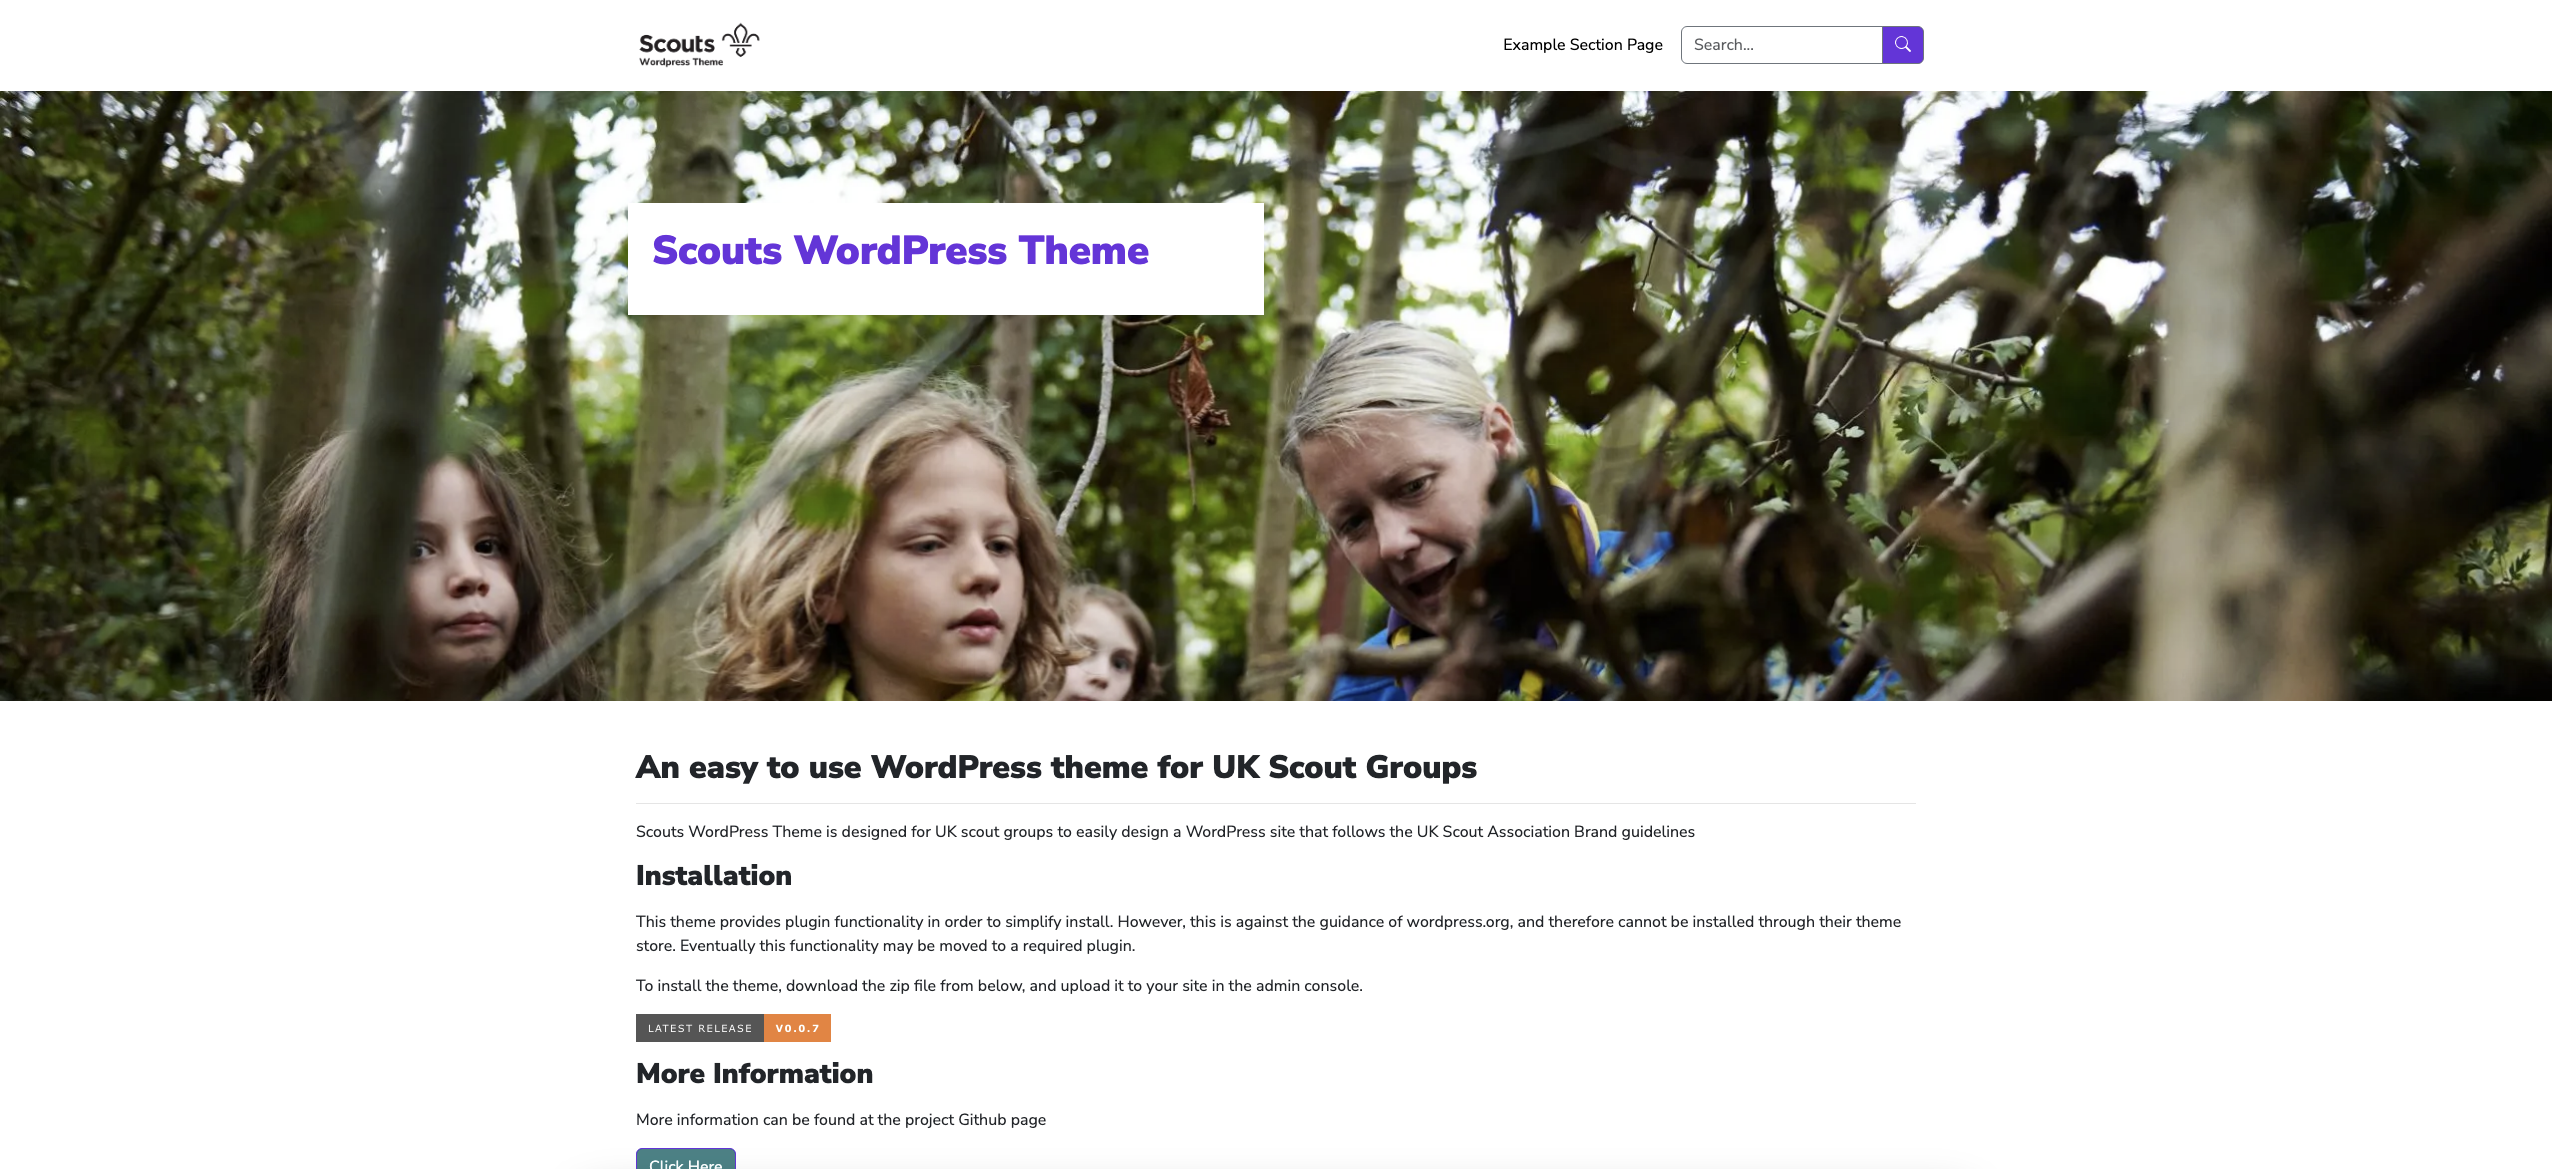 Scouts
Wordpress Theme
Example Section Page
Search...
Scouts WordPress Theme
An easy to use WordPress theme for UK Scout Groups
Scouts WordPress Theme is designed for UK scout groups to easily design a WordPress site that follows the UK Scout Association Brand guidelines
Installation
This theme provides plugin functionality in order to simplify install. However, this is against the guidance of wordpress.org, and therefore cannot be installed through their theme
store. Eventually this functionality may be moved to a required plugin.
To install the theme, download the zip file from below, and upload it to your site in the admin console.
LATEST RELEASE V0.0.7
More Information
More information can be found at the project Github page
Click Here